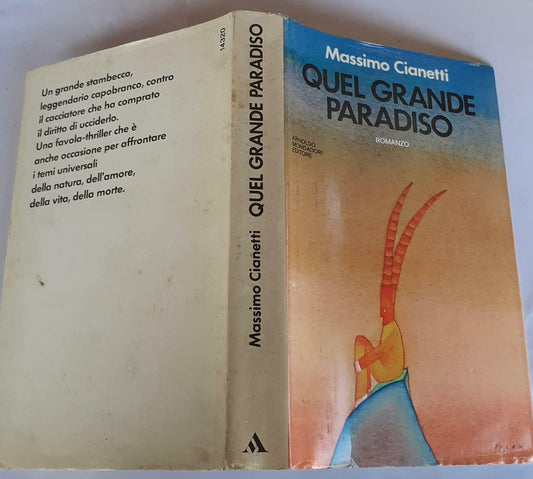 Un grande stambecco,
leggendario capobranco, contro
il cacciatore che ha comprato
il diritto di ucciderlo.
Una favola-thriller che è
anche occasione per affrontare
i temi universali
della natura, dell'amore,
della vita, della morte.
14320
Massimo Cianetti QUEL GRANDE PARADISO
Massimo Cianetti
QUEL GRANDE
PARADISO
ROMANZO
ARNOLDO
MONDADORI
EDITORE
FOLON